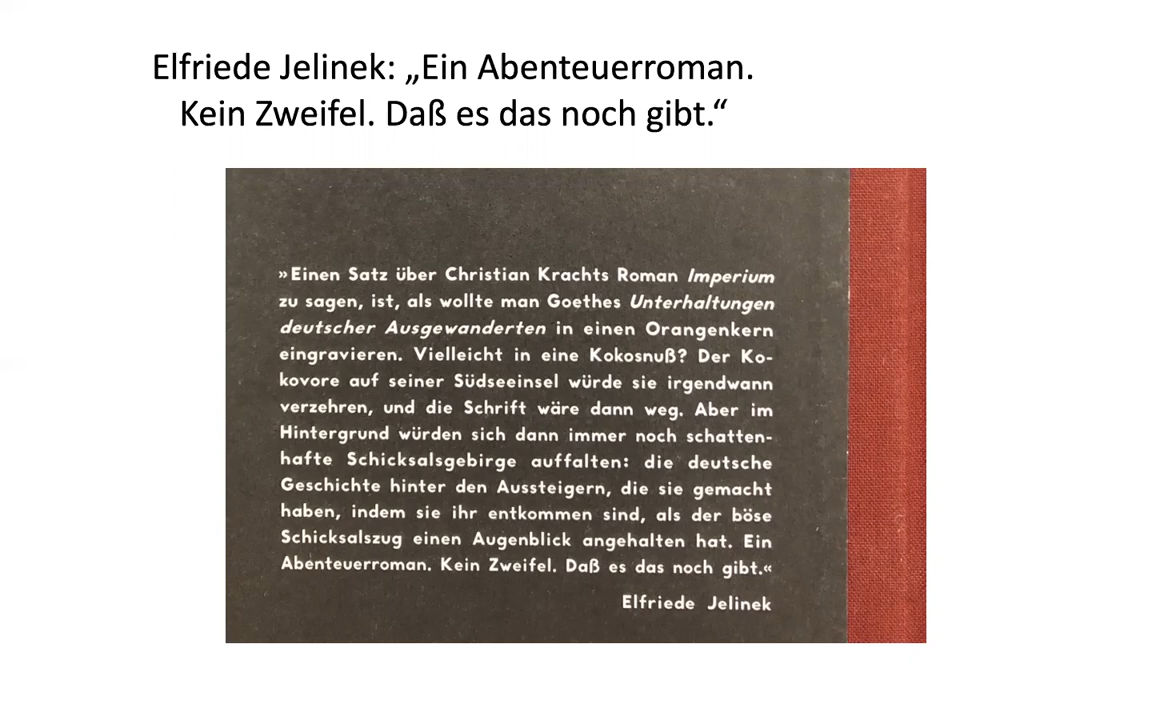 Elfriede Jelinek: „Ein Abenteuerroman.
Kein Zweifel. Daß es das noch gibt.“
»Einen Satz über Christian Krachts Roman Imperium
zu sagen, ist, als wollte man Goethes Unterhaltungen
deutscher Ausgewanderten in einen Orangenkern
eingravieren. Vielleicht in eine Kokosnuß? Der Ko-
kovore auf seiner Südseeinsel würde sie irgendwann
verzehren, und die Schrift wäre dann weg. Aber im
Hintergrund würden sich dann immer noch schatten-
hafte Schicksalsgebirge auffalten: die deutsche
Geschichte hinter den Aussteigern, die sie gemacht
haben, indem sie ihr entkommen sind, als der böse
Schicksalszug einen Augenblick angehalten hat. Ein
Abenteuerroman. Kein Zweifel. Daß es das noch gibt.«
Elfriede Jelinek